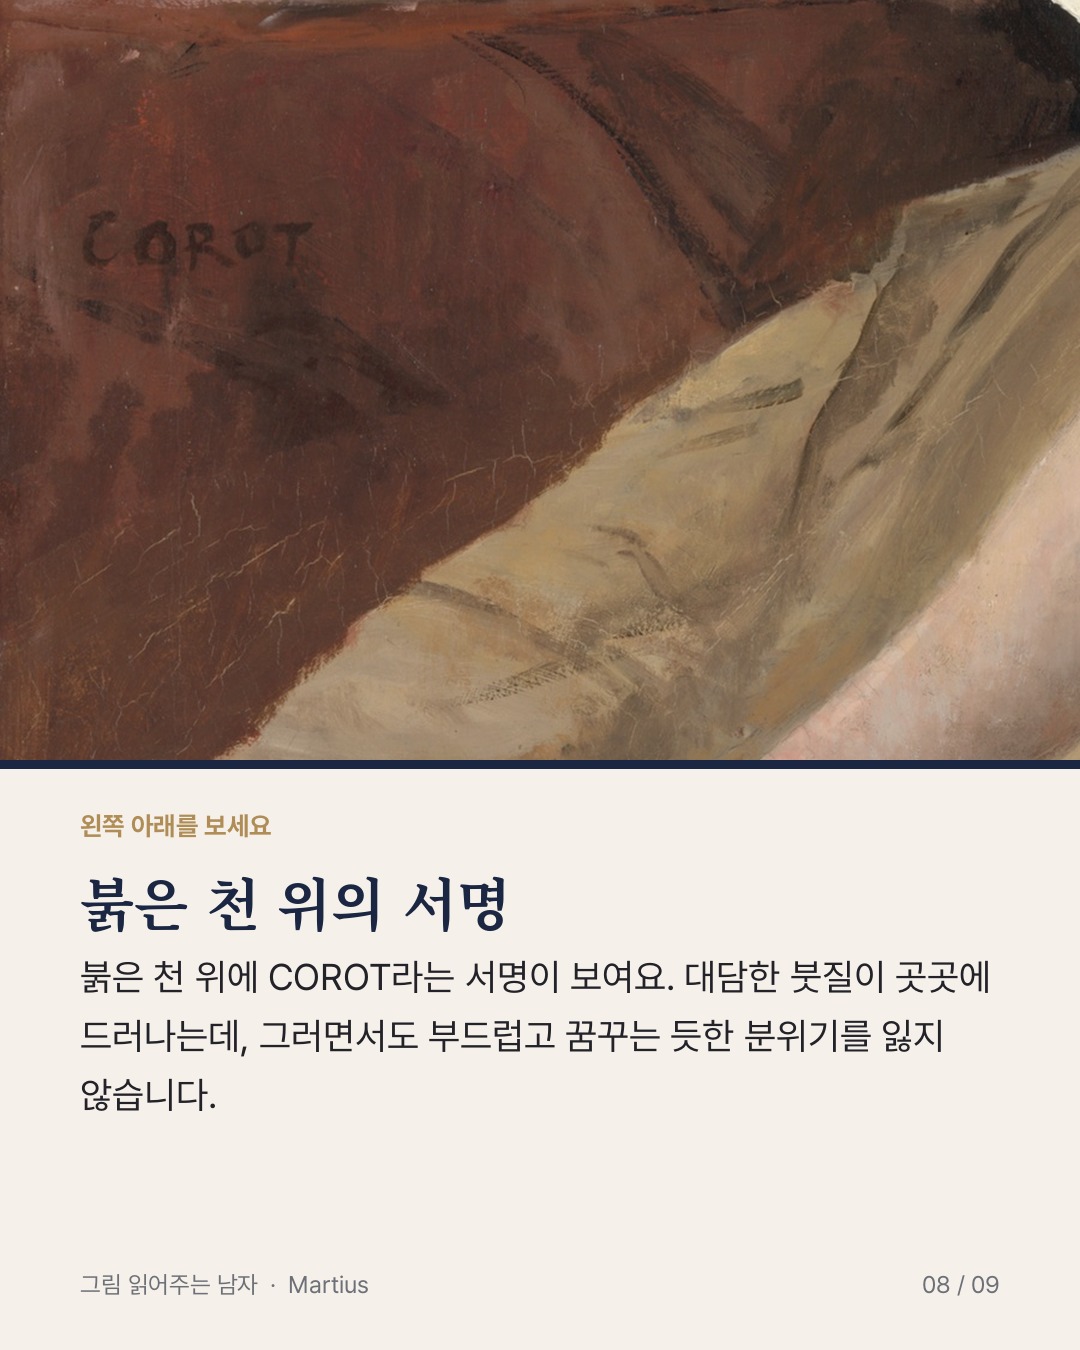 COROT
왼쪽 아래를 보세요
붉은 천 위의 서명
붉은 천 위에 COROT라는 서명이 보여요. 대담한 붓질이 곳곳에
드러나는데, 그러면서도 부드럽고 꿈꾸는 듯한 분위기를 잃지
않습니다.
그림 읽어주는 남자 · Martius
08 / 09